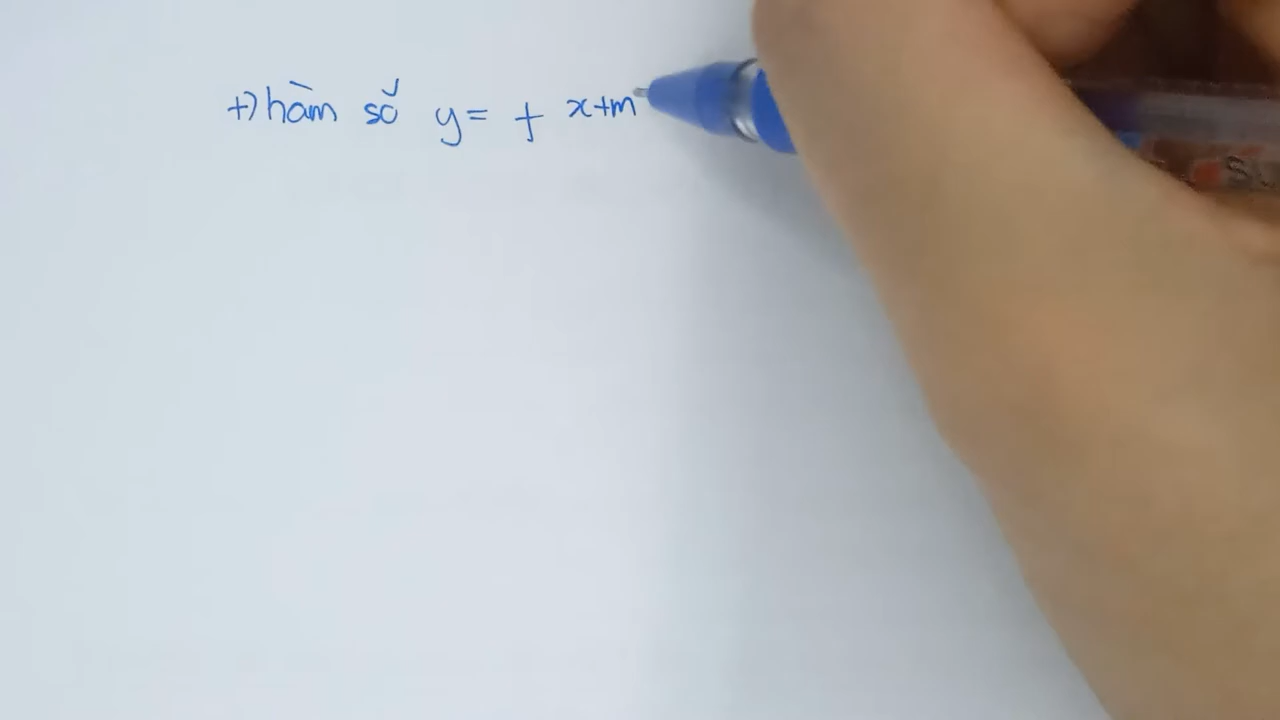 +) hàm số y = f x+m